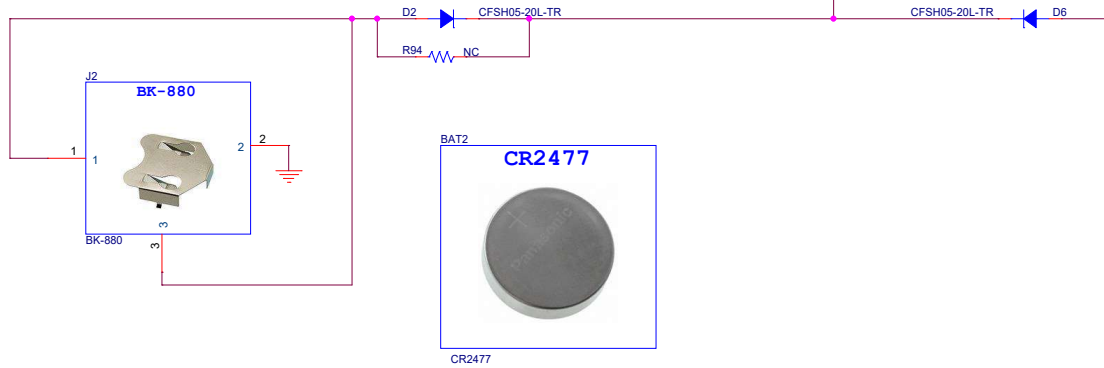 D2
CFSH05-20L-TR
CFSH05-20L-TR
D6
R94
NC
J2
BK-880
1
1
2
2
3
3
BK-880
BAT2
CR2477
Panasonic
CR2477